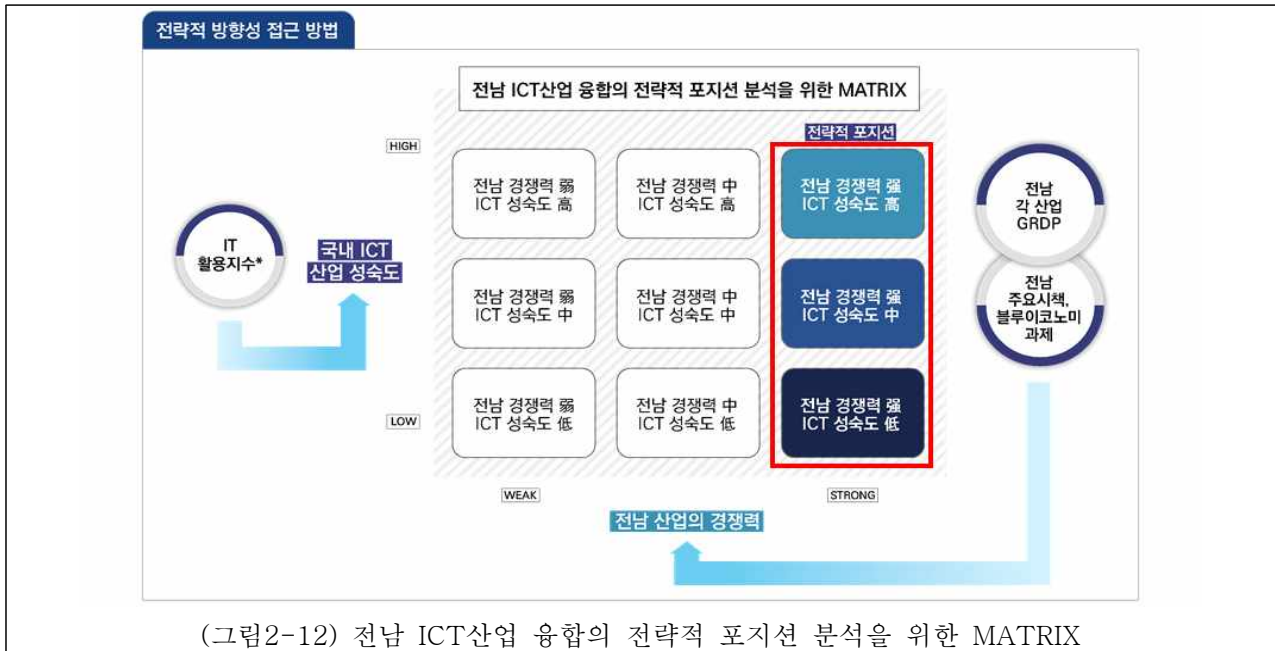 전략적 방향성 접근 방법
전남 ICT산업 융합의 전략적 포지션 분석을 위한 MATRIX
전략적 포지션
HIGH
전남 경쟁력 弱
ICT 성숙도 高
전남 경쟁력 中
ICT 성숙도 高
전남 경쟁력 强
ICT 성숙도 高
전남
각 산업
GRDP
IT
활용지수*
국내 ICT
산업 성숙도
전남 경쟁력 弱
ICT 성숙도 中
전남 경쟁력 中
ICT 성숙도 中
전남 경쟁력 强
ICT 성숙도 中
전남
주요시책,
블루이코노미
과제
LOW
전남 경쟁력 弱
ICT 성숙도 低
전남 경쟁력 中
ICT 성숙도 低
전남 경쟁력 强
ICT 성숙도 低
WEAK
STRONG
전남 산업의 경쟁력
(그림2-12) 전남 ICT산업 융합의 전략적 포지션 분석을 위한 MATRIX